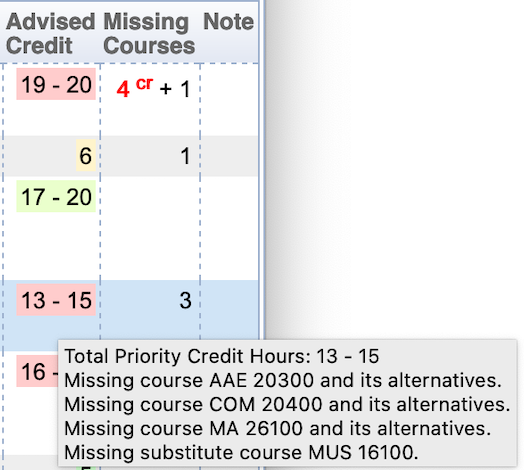 Advised Missing Note
Credit Courses
19 - 20 4 cr + 1
6 1
17 - 20
13 - 15 3
Total Priority Credit Hours: 13 - 15
16 - Missing course AAE 20300 and its alternatives.
Missing course COM 20400 and its alternatives.
Missing course MA 26100 and its alternatives.
Missing substitute course MUS 16100.